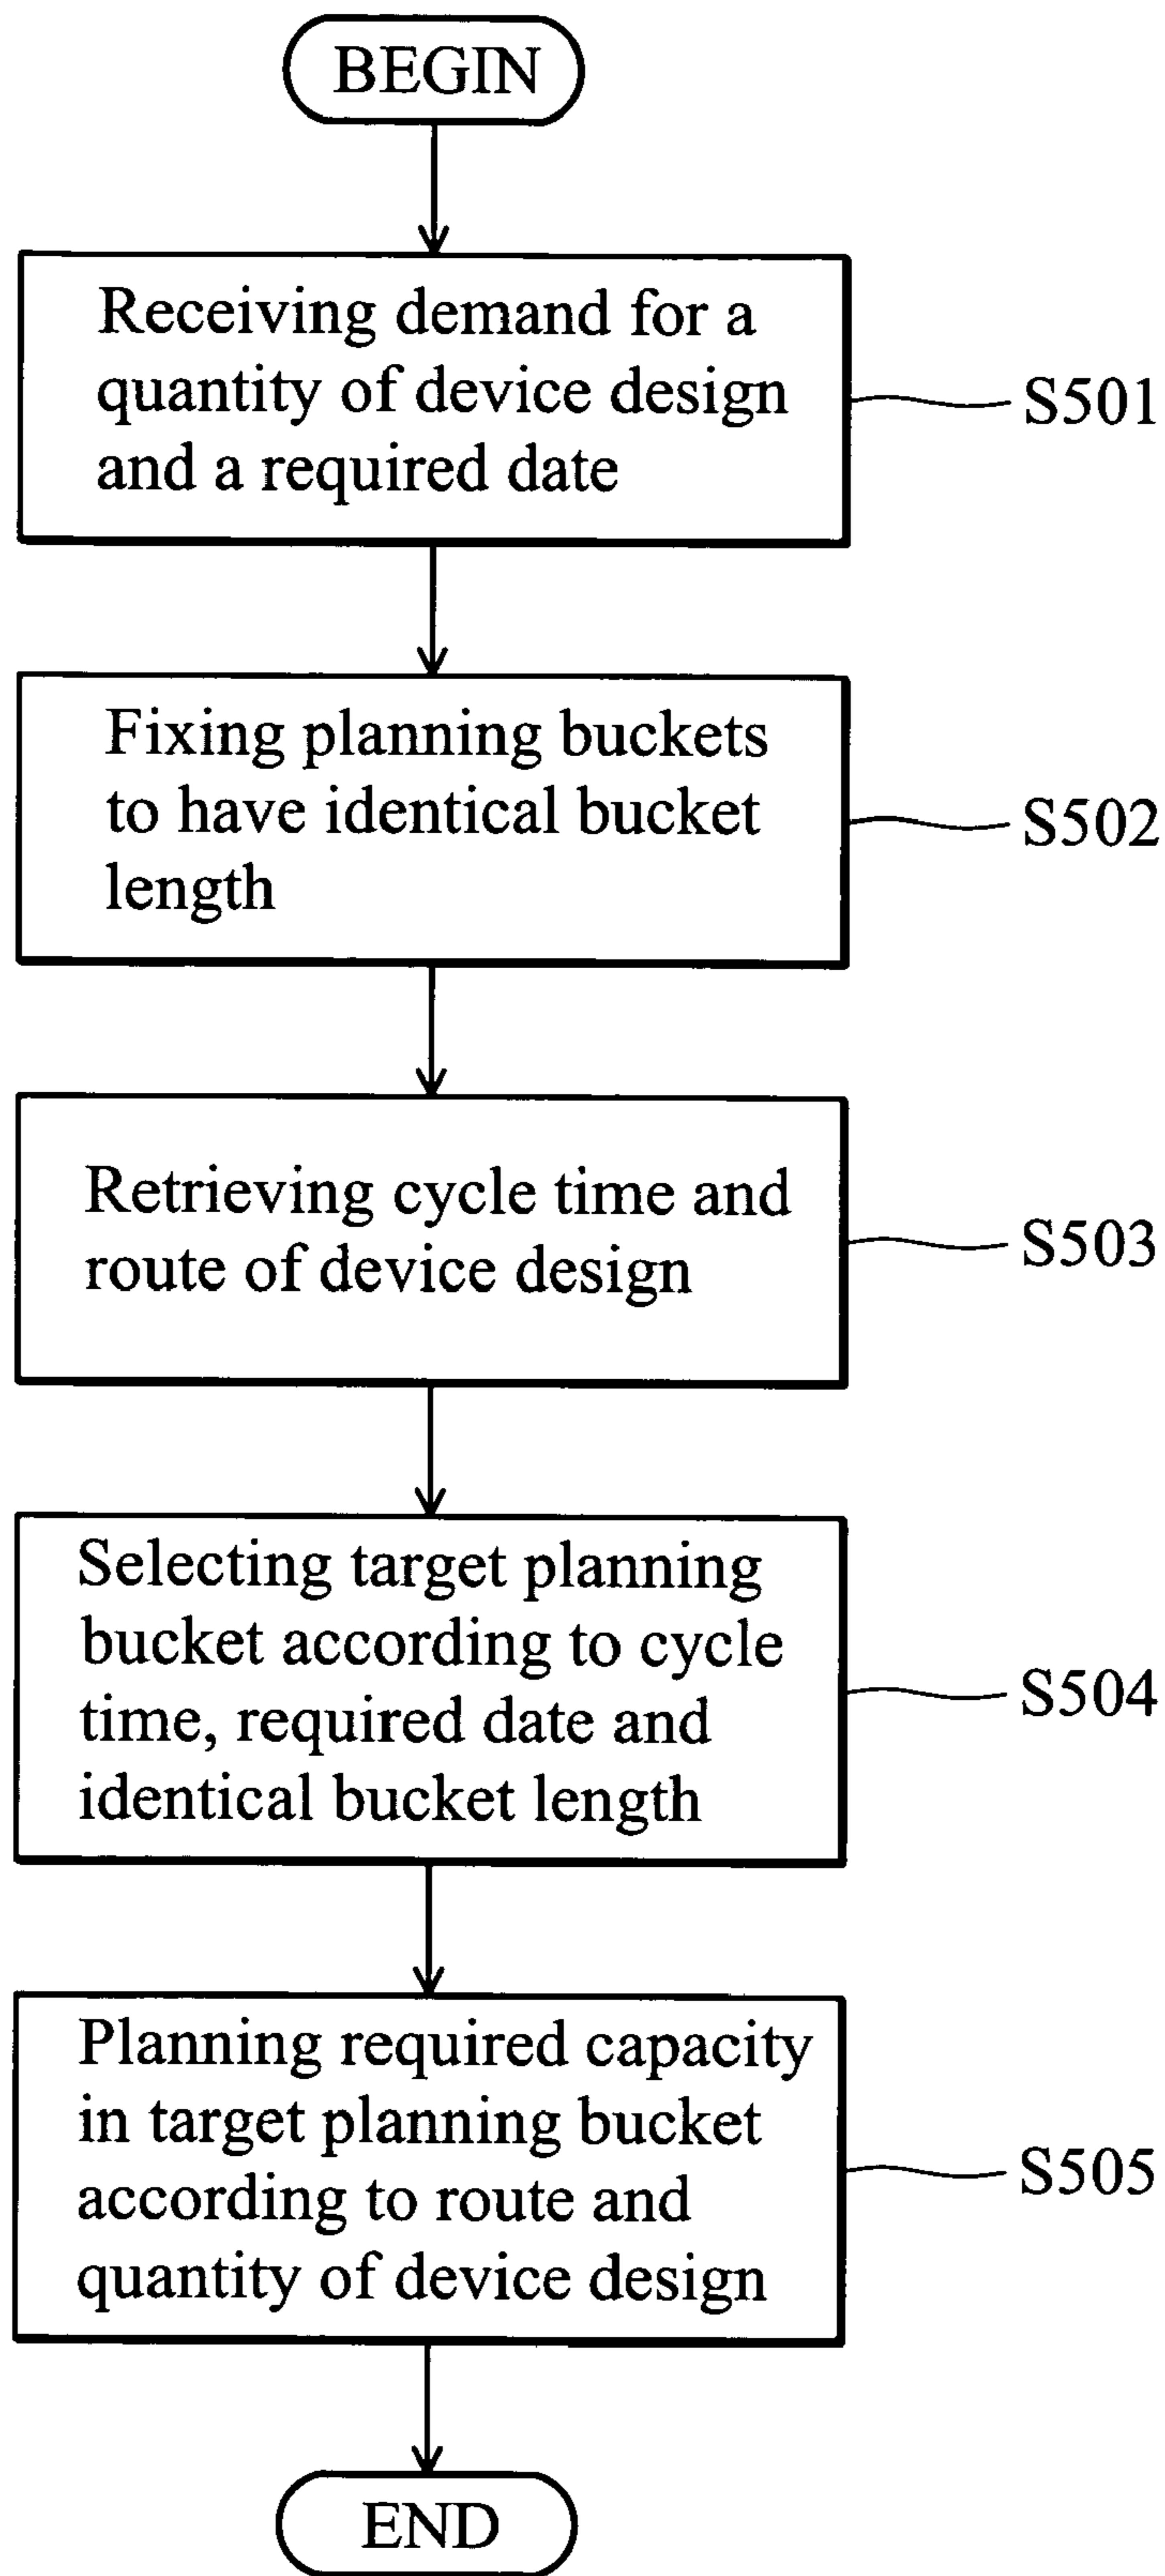 BEGIN
Receiving demand for a
quantity of device design
and a required date
S501
Fixing planning buckets
to have identical bucket
length
S502
Retrieving cycle time and
route of device design
S503
Selecting target planning
bucket according to cycle
time, required date and
identical bucket length
S504
Planning required capacity
in target planning bucket
according to route and
quantity of device design
S505
END